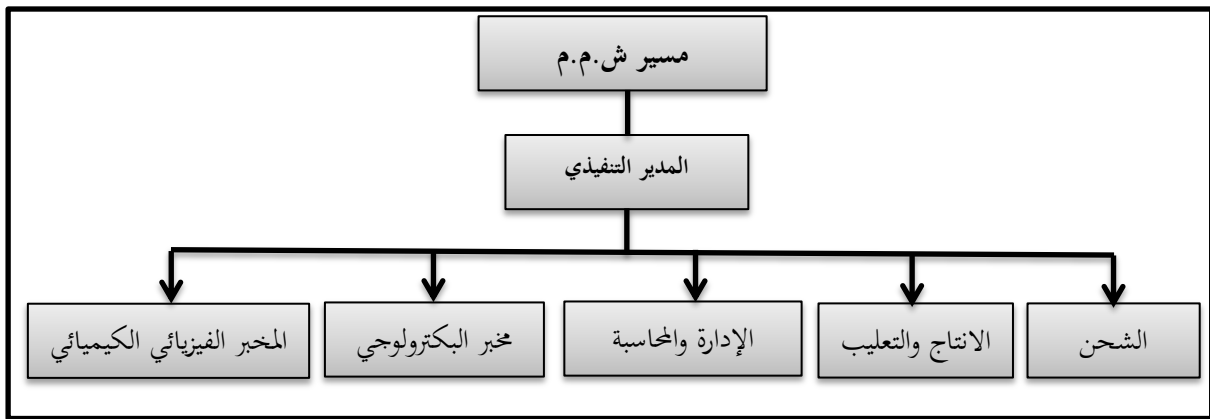 مسير ش.م.م
المدير التنفيذي
الشحن
الانتاج والتعليب
الإدارة والمحاسبة
مخبر البكترولوجي
المخبر الفيزيائي الكيميائي